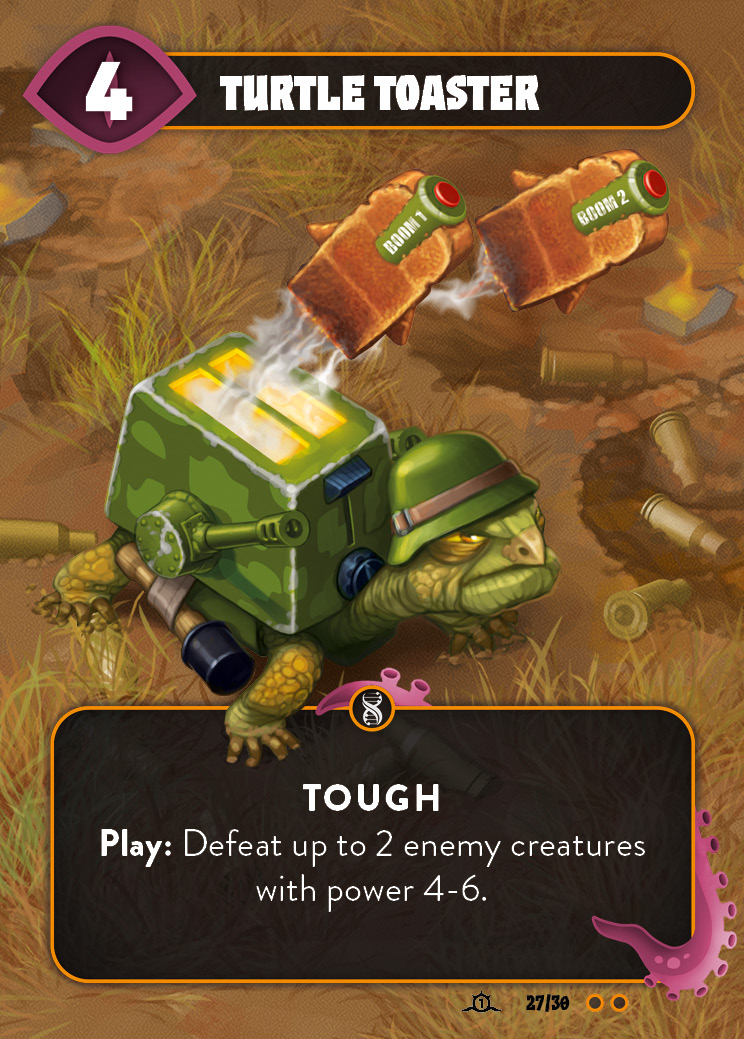 4
TURTLE TOASTER
BOOM 1
BOOM 2
TOUGH
Play: Defeat up to 2 enemy creatures
with power 4-6.
1
27/30